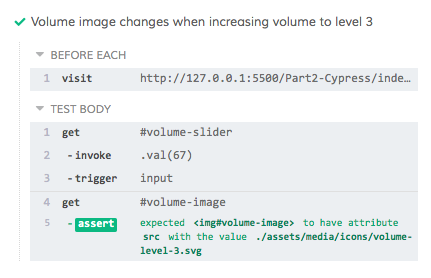 Volume image changes when increasing volume to level 3
BEFORE EACH
1 visit http://127.0.0.1:5500/Part2-Cypress/inde…
TEST BODY
1 get #volume-slider
2 - invoke .val(67)
3 - trigger input
4 get #volume-image
5 - assert expected <img#volume-image> to have attribute
src with the value ./assets/media/icons/volume-
level-3.svg